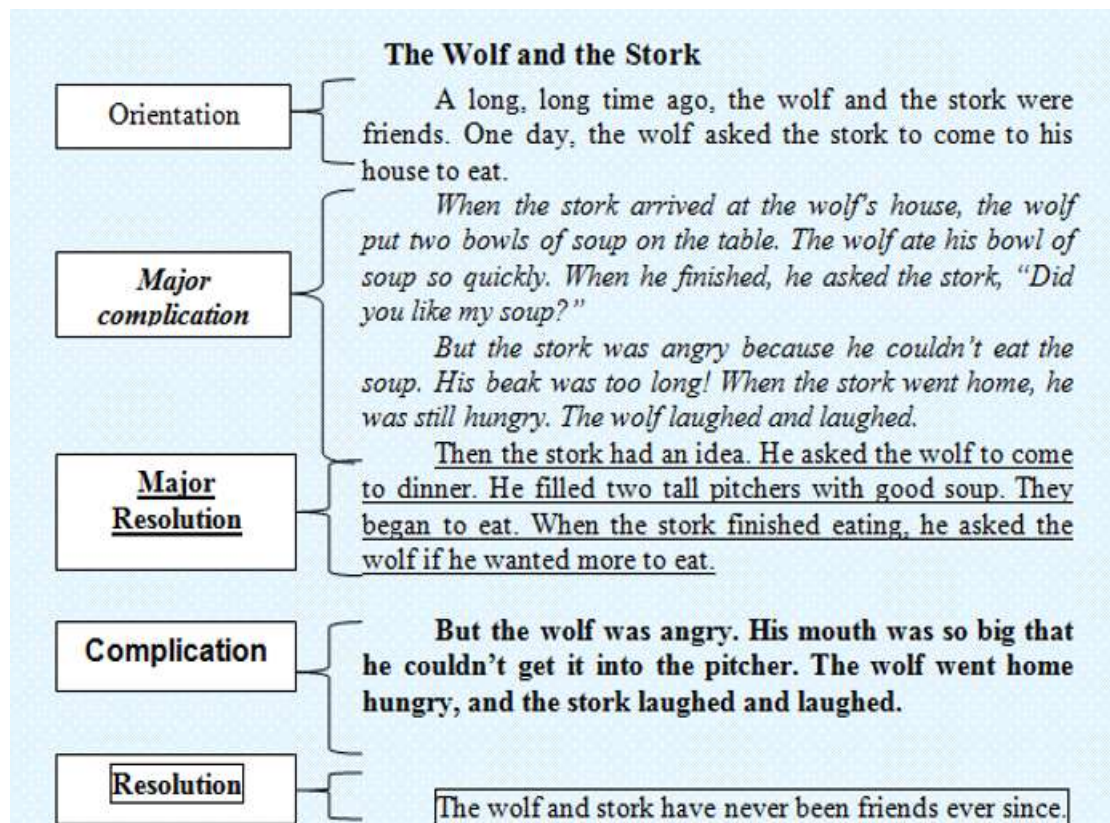 The Wolf and the Stork
Orientation
A long, long time ago, the wolf and the stork were
friends. One day, the wolf asked the stork to come to his
house to eat.
Major
complication
When the stork arrived at the wolf's house, the wolf
put two bowls of soup on the table. The wolf ate his bowl of
soup so quickly. When he finished, he asked the stork, "Did
you like my soup?"
But the stork was angry because he couldn't eat the
soup. His beak was too long! When the stork went home, he
was still hungry. The wolf laughed and laughed.
Major
Resolution
Then the stork had an idea. He asked the wolf to come
to dinner. He filled two tall pitchers with good soup. They
began to eat. When the stork finished eating, he asked the
wolf if he wanted more to eat.
Complication
But the wolf was angry. His mouth was so big that
he couldn't get it into the pitcher. The wolf went home
hungry, and the stork laughed and laughed.
Resolution
The wolf and stork have never been friends ever since.